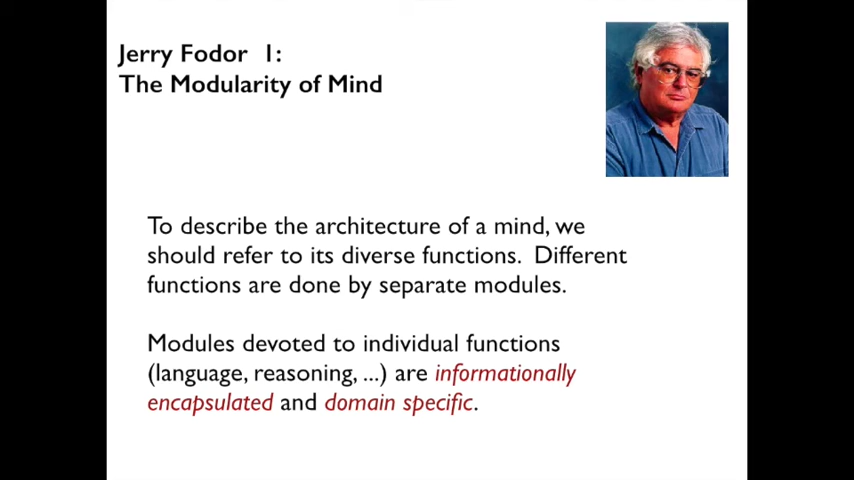 Jerry Fodor 1:
The Modularity of Mind
To describe the architecture of a mind, we
should refer to its diverse functions. Different
functions are done by separate modules.
Modules devoted to individual functions
(language, reasoning, ...) are informationally
encapsulated and domain specific.